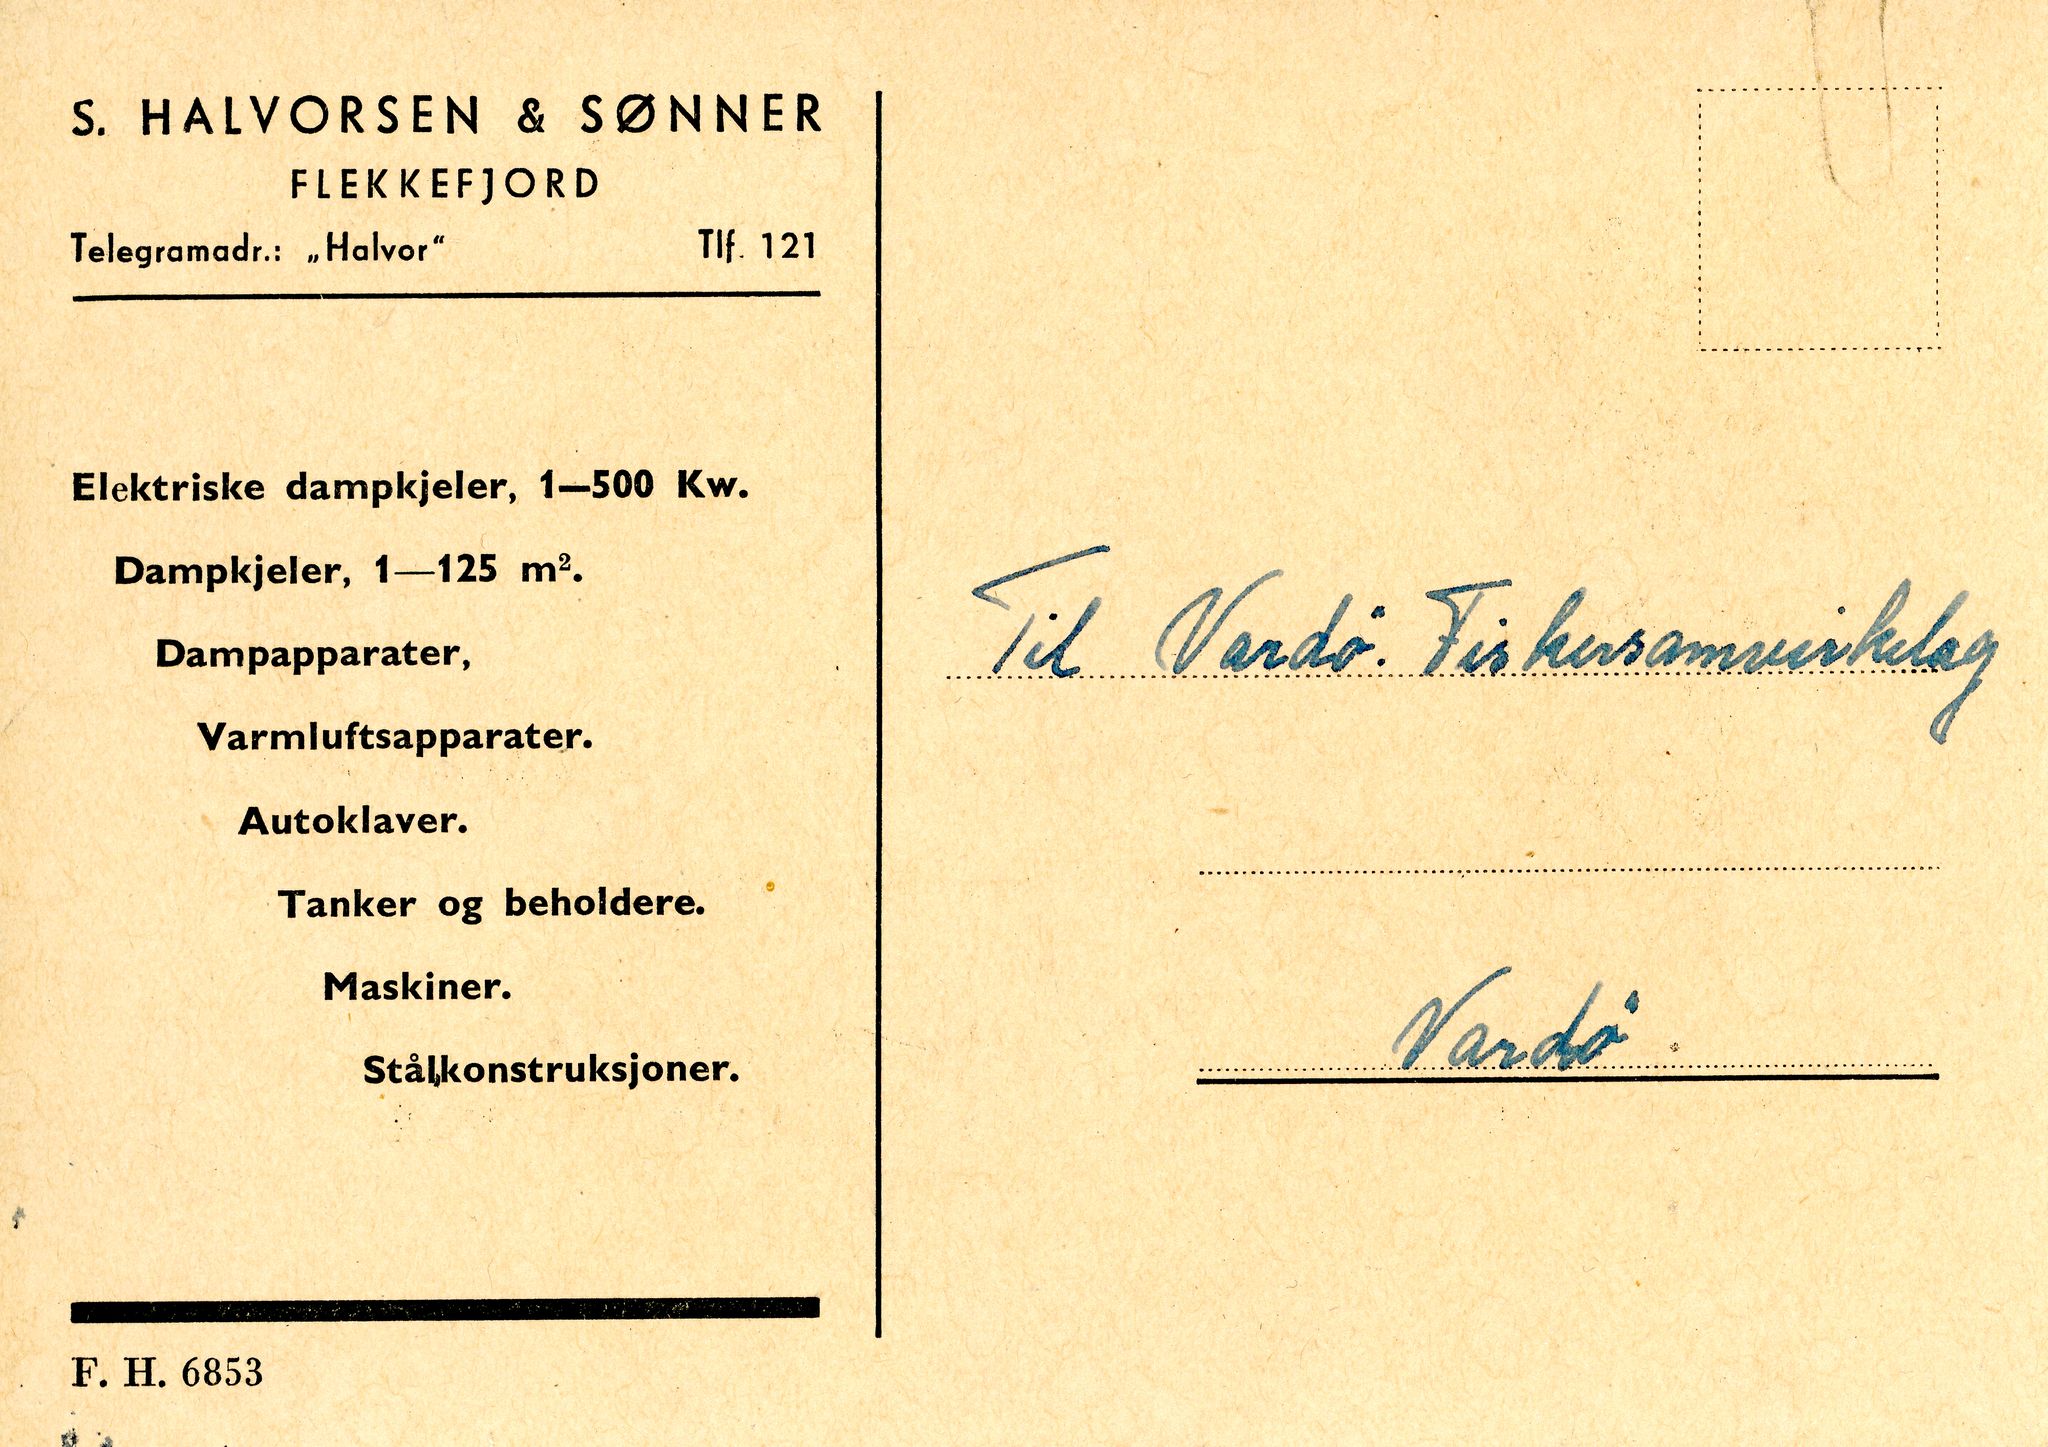 S. HALVORSEN & SØNNER
FLEKKEFJORD
Telegramadr.: „Halvor“ Tlf. 121
Elektriske dampkjeler, 1—500 Kw.
Dampkjeler, 1—125 m².
Dampapparater,
Varmluftsapparater.
Autoklaver.
Tanker og beholdere.
Maskiner.
Stålkonstruksjoner.
F. H. 6853
Til Vardö. Fiskersamvirkelag
Vardö